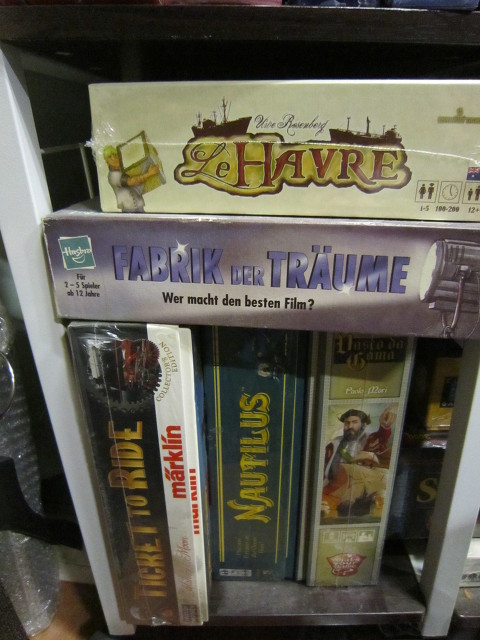 Uwe Rosenberg
Le HAVRE
1-5 100-200 12+
Hasbro
Für
2 - 5 Spieler
ab 12 Jahre
FABRIK DER TRÄUME
Wer macht den besten Film?
COLLECTOR'S EDITION
TICKET TO RIDE
märklin
NAUTILUS
Vasco da
Gama
Paolo Mori